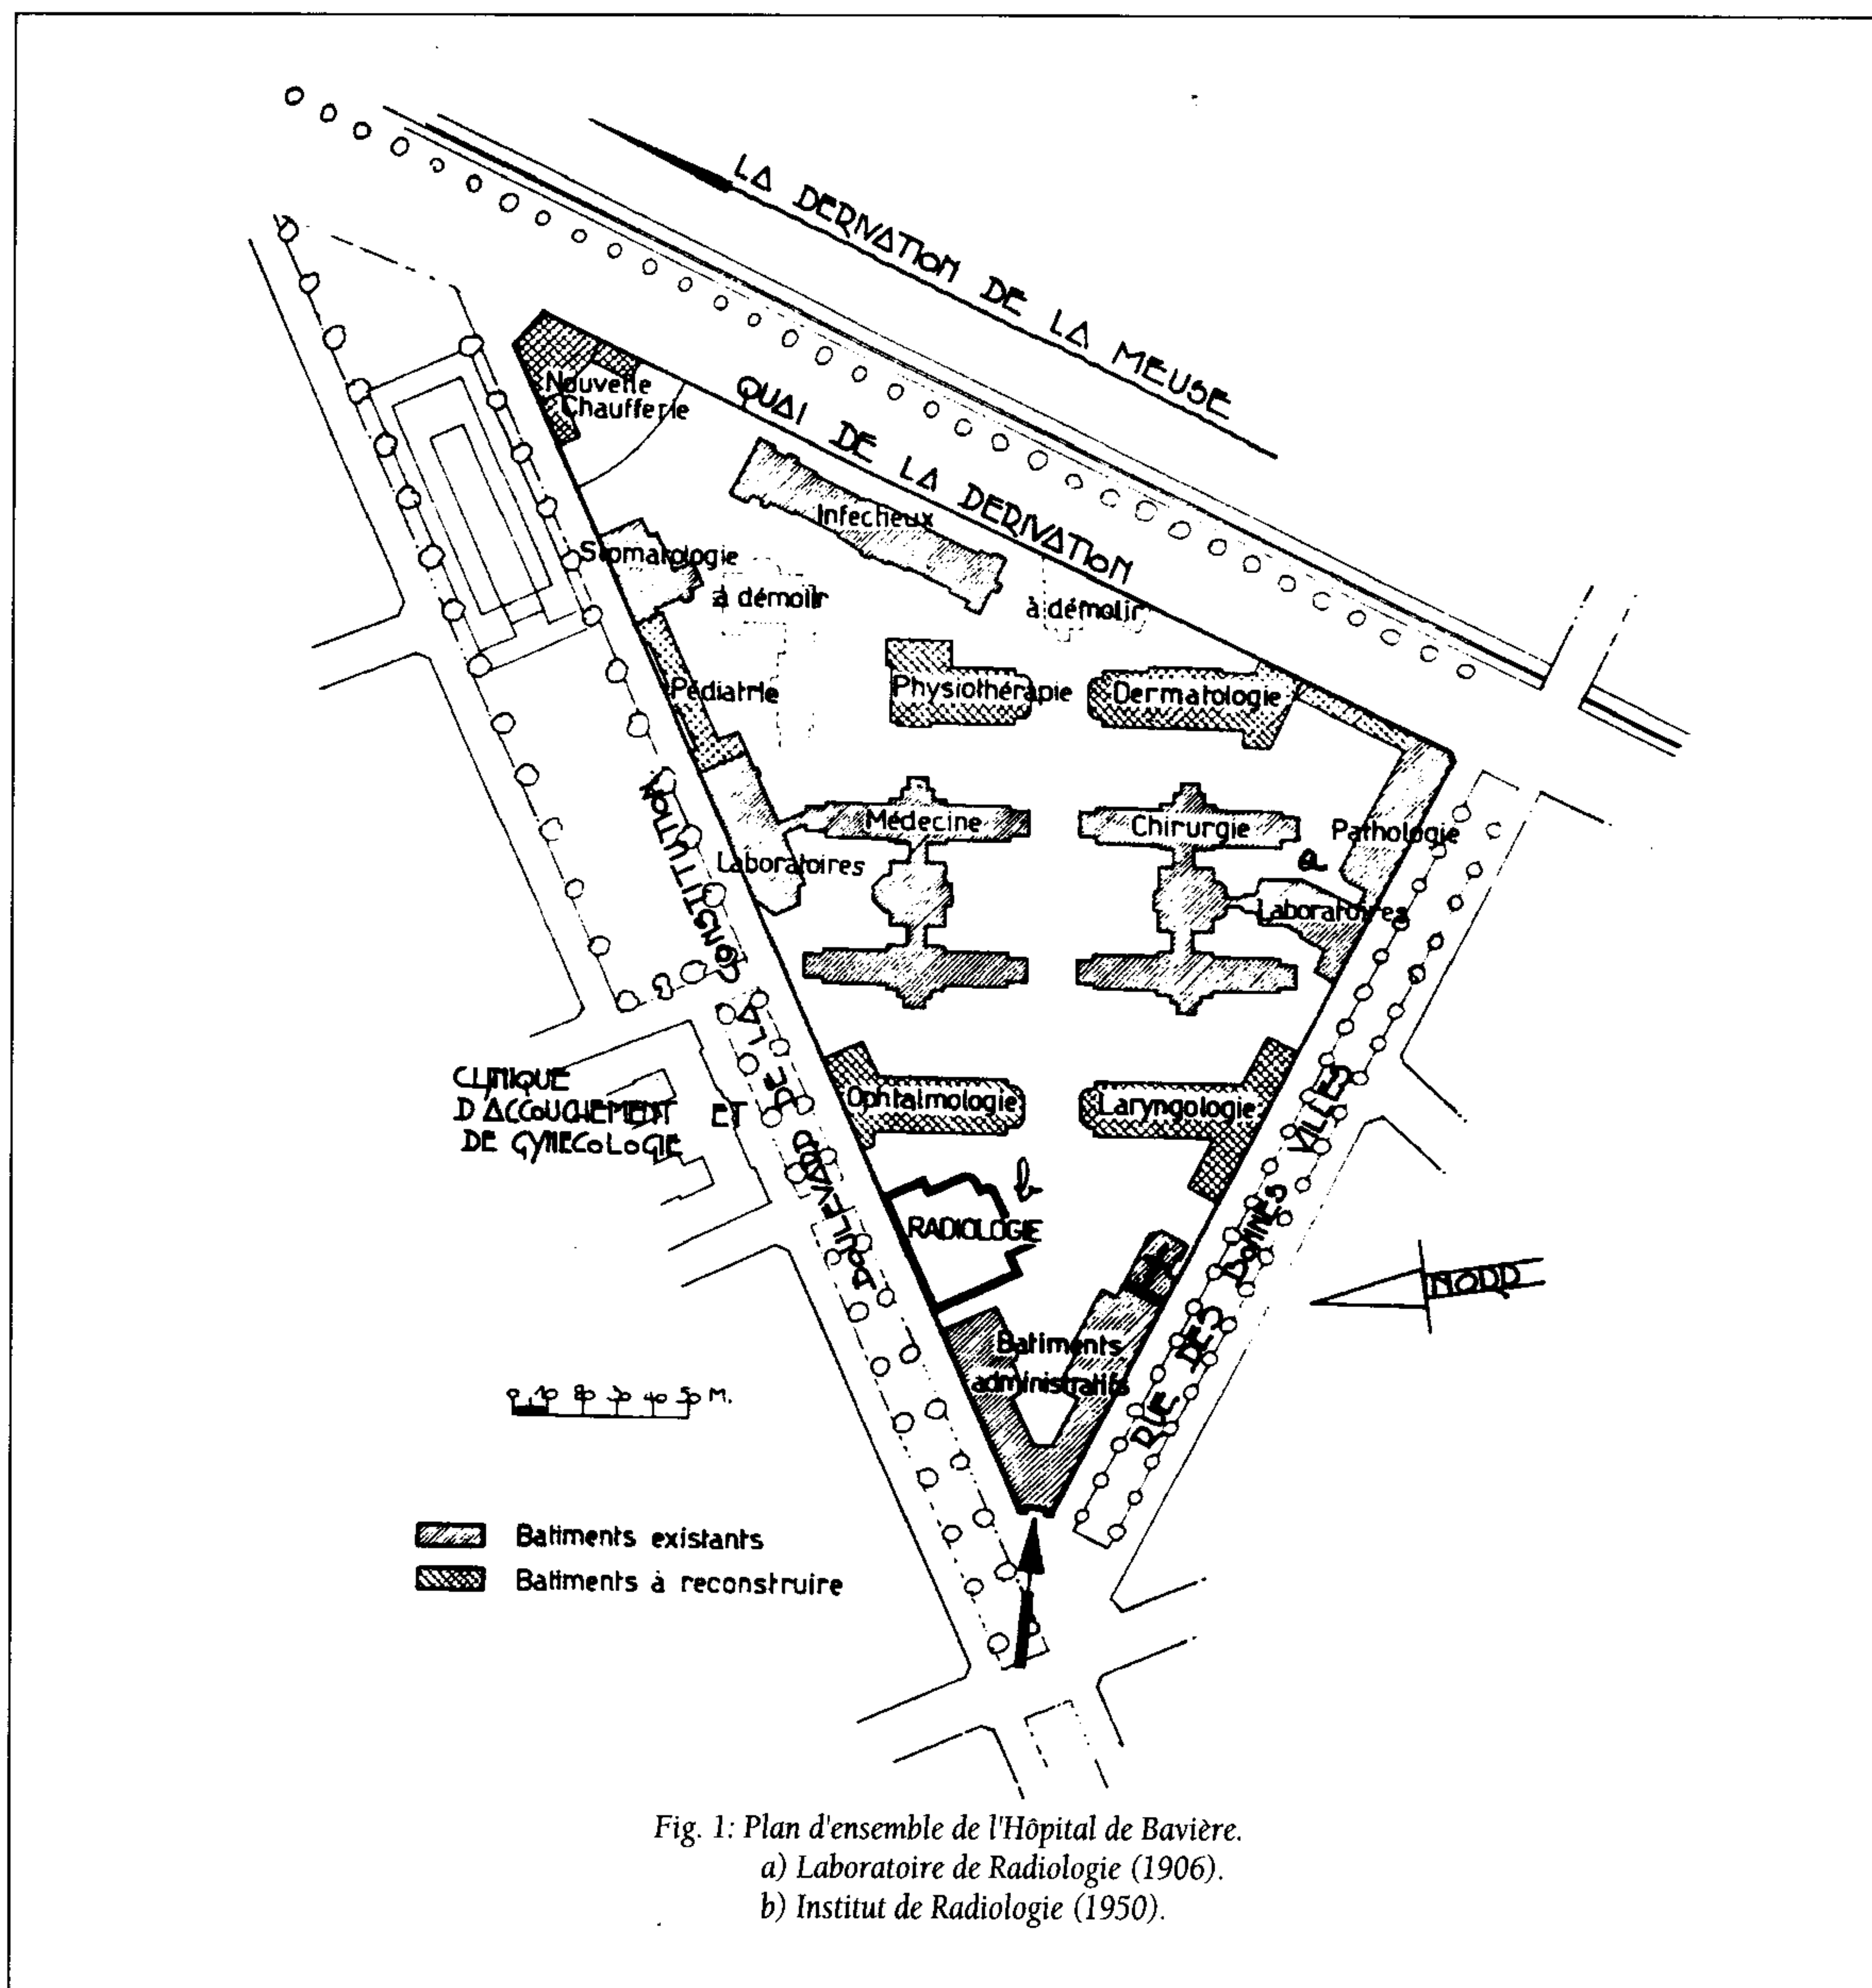 LA DERIVATION DE LA MEUSE
QUAI DE LA DERIVATION
Nouvelle
Chaufferie
Infectieux
Stomatologie
à démolir
à démolir
Pédiatrie
Physiothérapie
Dermatologie
Médecine
Chirurgie
Pathologie
a
Laboratoires
Laboratoires
BOULEVARD DE LA CONSTITUTION
CLINIQUE
D'ACCOUCHEMENT ET
DE GYNECOLOGIE
Ophtalmologie
Laryngologie
b
RADIOLOGIE
RUE DES BONNES VILLES
NORD
Batiments
administratifs
0 10 20 30 40 50 M.
Batiments existants
Batiments à reconstruire
Fig. 1: Plan d'ensemble de l'Hôpital de Bavière.
a) Laboratoire de Radiologie (1906).
b) Institut de Radiologie (1950).